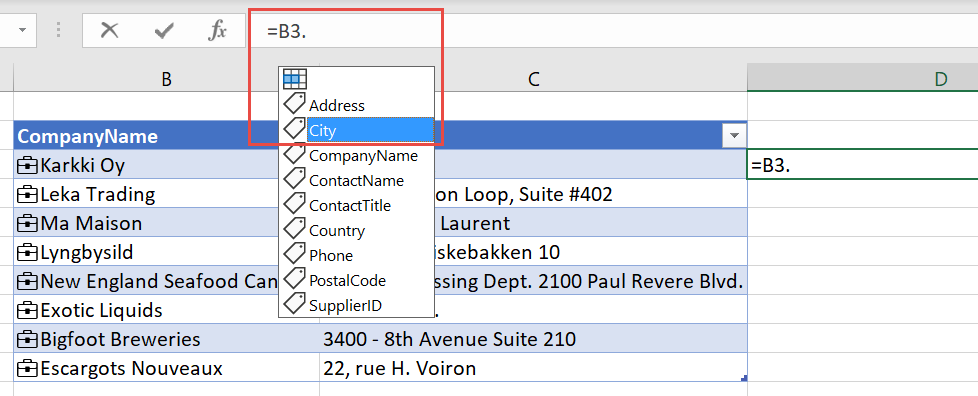 fx =B3.
B C D
Address
City
CompanyName
CompanyName
Karkki Oy
ContactName
=B3.
Leka Trading
ContactTitle
on Loop, Suite #402
Ma Maison
Country
Laurent
Lyngbysild
Phone
iskebakken 10
New England Seafood Can
PostalCode
ssing Dept. 2100 Paul Revere Blvd.
Exotic Liquids
SupplierID
.
Bigfoot Breweries 3400 - 8th Avenue Suite 210
Escargots Nouveaux 22, rue H. Voiron